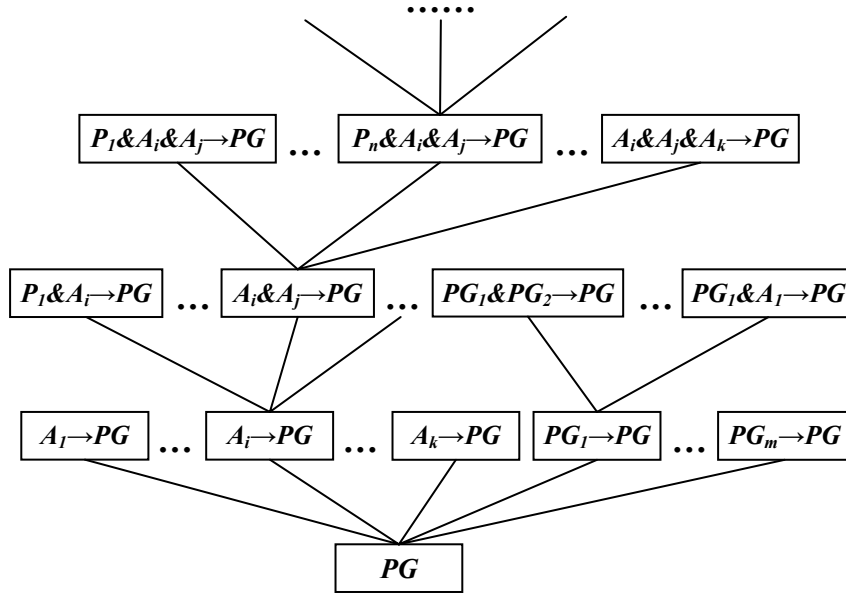 ......
P₁&Aᵢ&Aⱼ→PG ... Pₙ&Aᵢ&Aⱼ→PG ... Aᵢ&Aⱼ&Aₖ→PG
P₁&Aᵢ→PG ... Aᵢ&Aⱼ→PG ... PG₁&PG₂→PG ... PG₁&A₁→PG
A₁→PG ... Aᵢ→PG ... Aₖ→PG PG₁→PG ... PGₘ→PG
PG